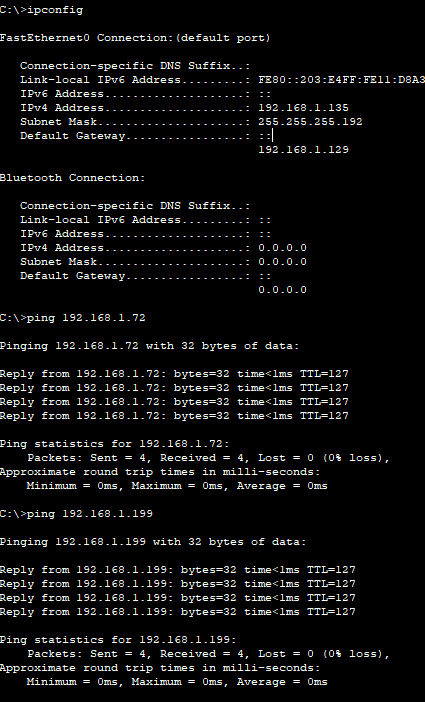 C:\>ipconfig
FastEthernet0 Connection:(default port)
Connection-specific DNS Suffix..:
Link-local IPv6 Address.........: FE80::203:E4FF:FE11:D8A3
IPv6 Address....................: ::
IPv4 Address....................: 192.168.1.135
Subnet Mask.....................: 255.255.255.192
Default Gateway.................: ::
192.168.1.129
Bluetooth Connection:
Connection-specific DNS Suffix..:
Link-local IPv6 Address.........: ::
IPv6 Address....................: ::
IPv4 Address....................: 0.0.0.0
Subnet Mask.....................: 0.0.0.0
Default Gateway.................: ::
0.0.0.0
C:\>ping 192.168.1.72
Pinging 192.168.1.72 with 32 bytes of data:
Reply from 192.168.1.72: bytes=32 time<1ms TTL=127
Reply from 192.168.1.72: bytes=32 time<1ms TTL=127
Reply from 192.168.1.72: bytes=32 time<1ms TTL=127
Reply from 192.168.1.72: bytes=32 time<1ms TTL=127
Ping statistics for 192.168.1.72:
Packets: Sent = 4, Received = 4, Lost = 0 (0% loss),
Approximate round trip times in milli-seconds:
Minimum = 0ms, Maximum = 0ms, Average = 0ms
C:\>ping 192.168.1.199
Pinging 192.168.1.199 with 32 bytes of data:
Reply from 192.168.1.199: bytes=32 time<1ms TTL=127
Reply from 192.168.1.199: bytes=32 time<1ms TTL=127
Reply from 192.168.1.199: bytes=32 time<1ms TTL=127
Reply from 192.168.1.199: bytes=32 time<1ms TTL=127
Ping statistics for 192.168.1.199:
Packets: Sent = 4, Received = 4, Lost = 0 (0% loss),
Approximate round trip times in milli-seconds:
Minimum = 0ms, Maximum = 0ms, Average = 0ms